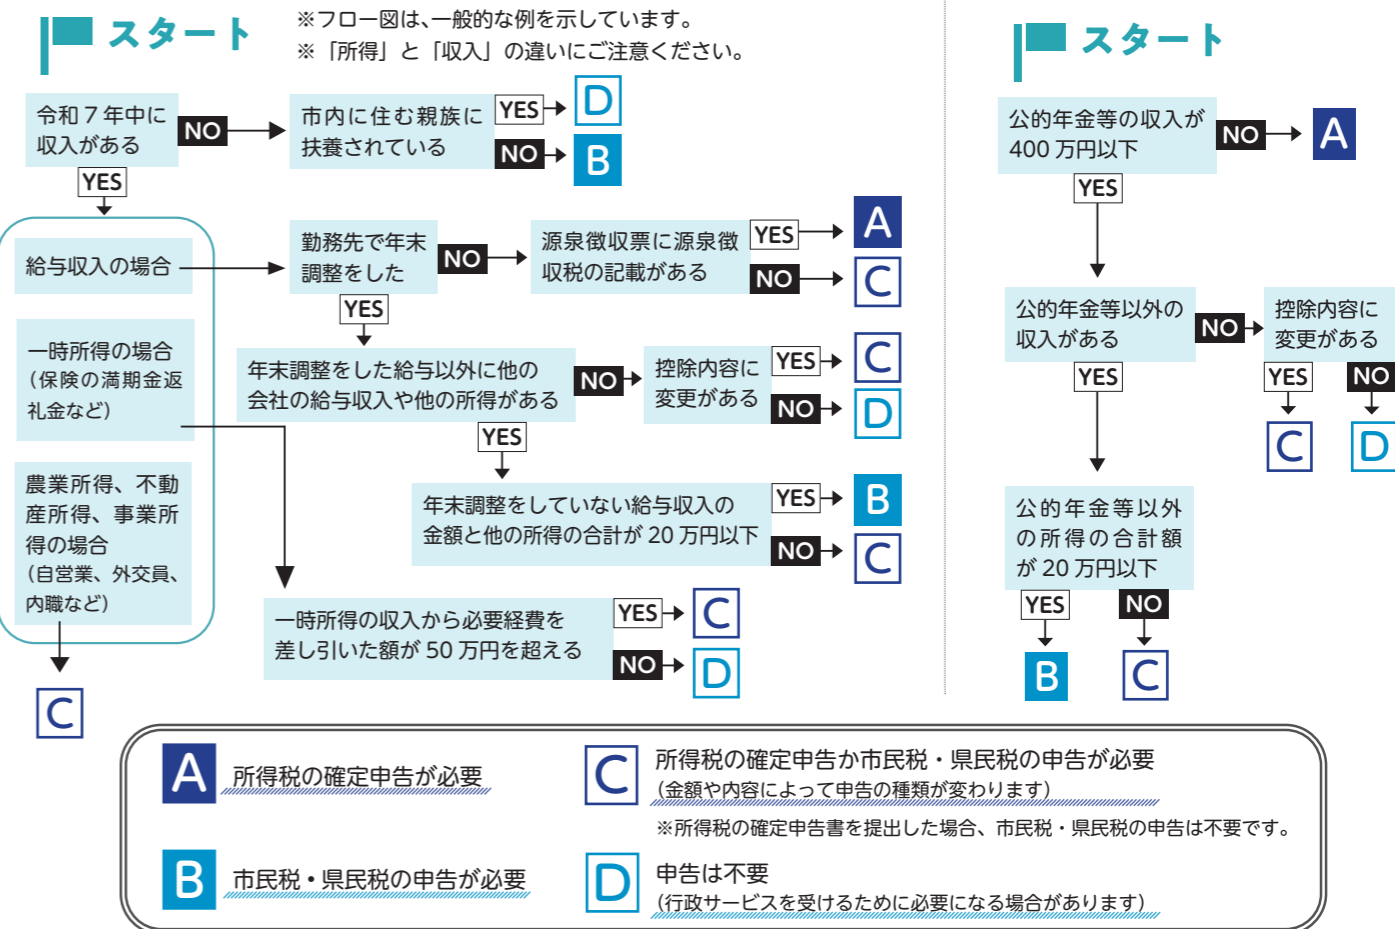 スタート
※フロー図は、一般的な例を示しています。
※「所得」と「収入」の違いにご注意ください。
令和7年中に
収入がある
NO
市内に住む親族に
扶養されている
YES
D
NO
B
YES
給与収入の場合
勤務先で年末
調整をした
NO
源泉徴収票に源泉徴
収税の記載がある
YES
A
NO
C
YES
一時所得の場合
(保険の満期金返
礼金など)
年末調整をした給与以外に他の
会社の給与収入や他の所得がある
NO
控除内容に
変更がある
YES
C
NO
D
YES
農業所得、不動
産所得、事業所
得の場合
(自営業、外交員、
内職など)
年末調整をしていない給与収入の
金額と他の所得の合計が 20 万円以下
YES
B
NO
C
一時所得の収入から必要経費を
差し引いた額が 50 万円を超える
YES
C
NO
D
C
スタート
公的年金等の収入が
400 万円以下
NO
A
YES
公的年金等以外の
収入がある
NO
控除内容に
変更がある
YES
NO
C
D
YES
公的年金等以外
の所得の合計額
が 20 万円以下
YES
NO
B
C
A
所得税の確定申告が必要
B
市民税・県民税の申告が必要
C
所得税の確定申告か市民税・県民税の申告が必要
(金額や内容によって申告の種類が変わります)
※所得税の確定申告書を提出した場合、市民税・県民税の申告は不要です。
D
申告は不要
(行政サービスを受けるために必要になる場合があります)